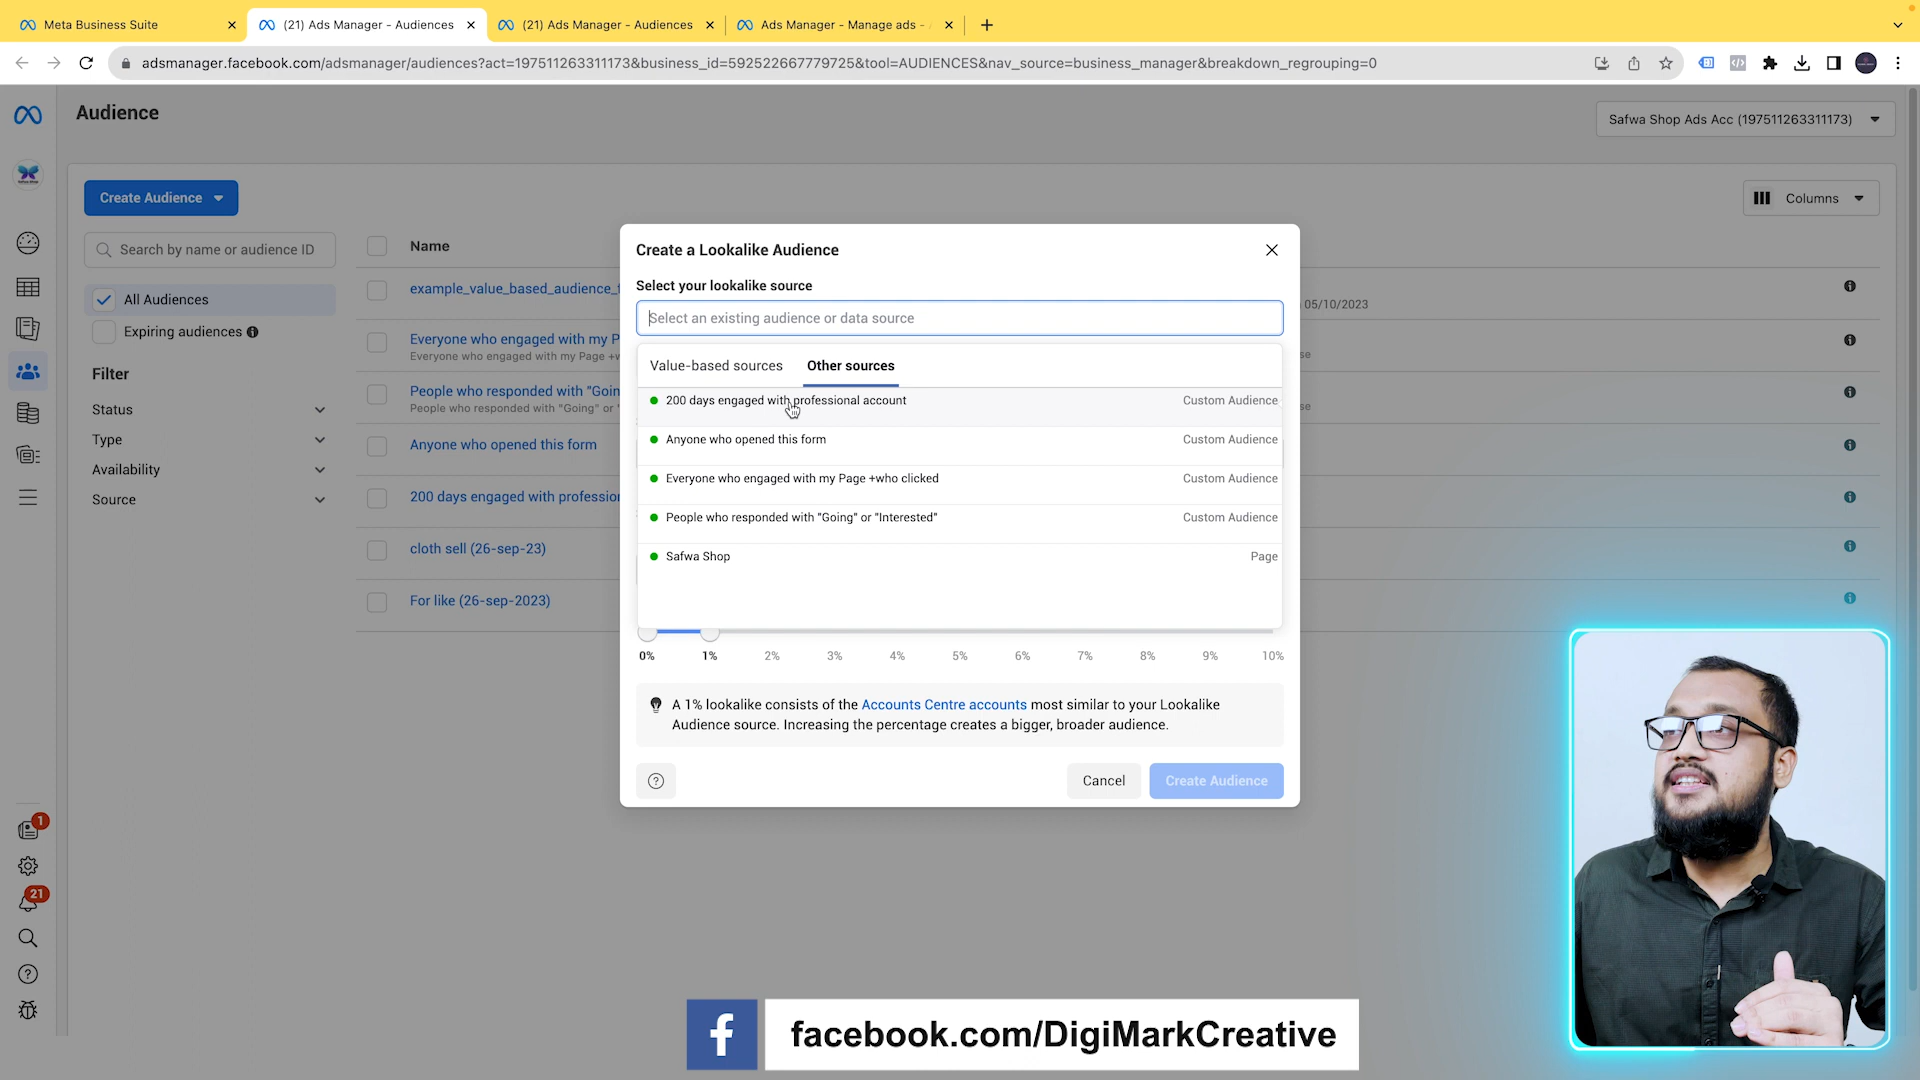 Meta Business Suite
(21) Ads Manager - Audiences
(21) Ads Manager - Audiences
Ads Manager - Manage ads -
adsmanager.facebook.com/adsmanager/audiences?act=197511263311173&business_id=592522667779725&tool=AUDIENCES&nav_source=business_manager&breakdown_regrouping=0
Audience
Safwa Shop Ads Acc (197511263311173)
Create Audience
Columns
Search by name or audience ID
All Audiences
Expiring audiences
Filter
Status
Type
Availability
Source
Name
example_value_based_audience_f
05/10/2023
Everyone who engaged with my P
Everyone who engaged with my Page +w
se
People who responded with "Goin
People who responded with "Going" or "
se
Anyone who opened this form
200 days engaged with professio
cloth sell (26-sep-23)
For like (26-sep-2023)
Create a Lookalike Audience
Select your lookalike source
Select an existing audience or data source
Value-based sources
Other sources
200 days engaged with professional account
Custom Audience
Anyone who opened this form
Custom Audience
Everyone who engaged with my Page +who clicked
Custom Audience
People who responded with "Going" or "Interested"
Custom Audience
Safwa Shop
Page
0% 1% 2% 3% 4% 5% 6% 7% 8% 9% 10%
A 1% lookalike consists of the Accounts Centre accounts most similar to your Lookalike
Audience source. Increasing the percentage creates a bigger, broader audience.
Cancel
Create Audience
1
21
f
facebook.com/DigiMarkCreative